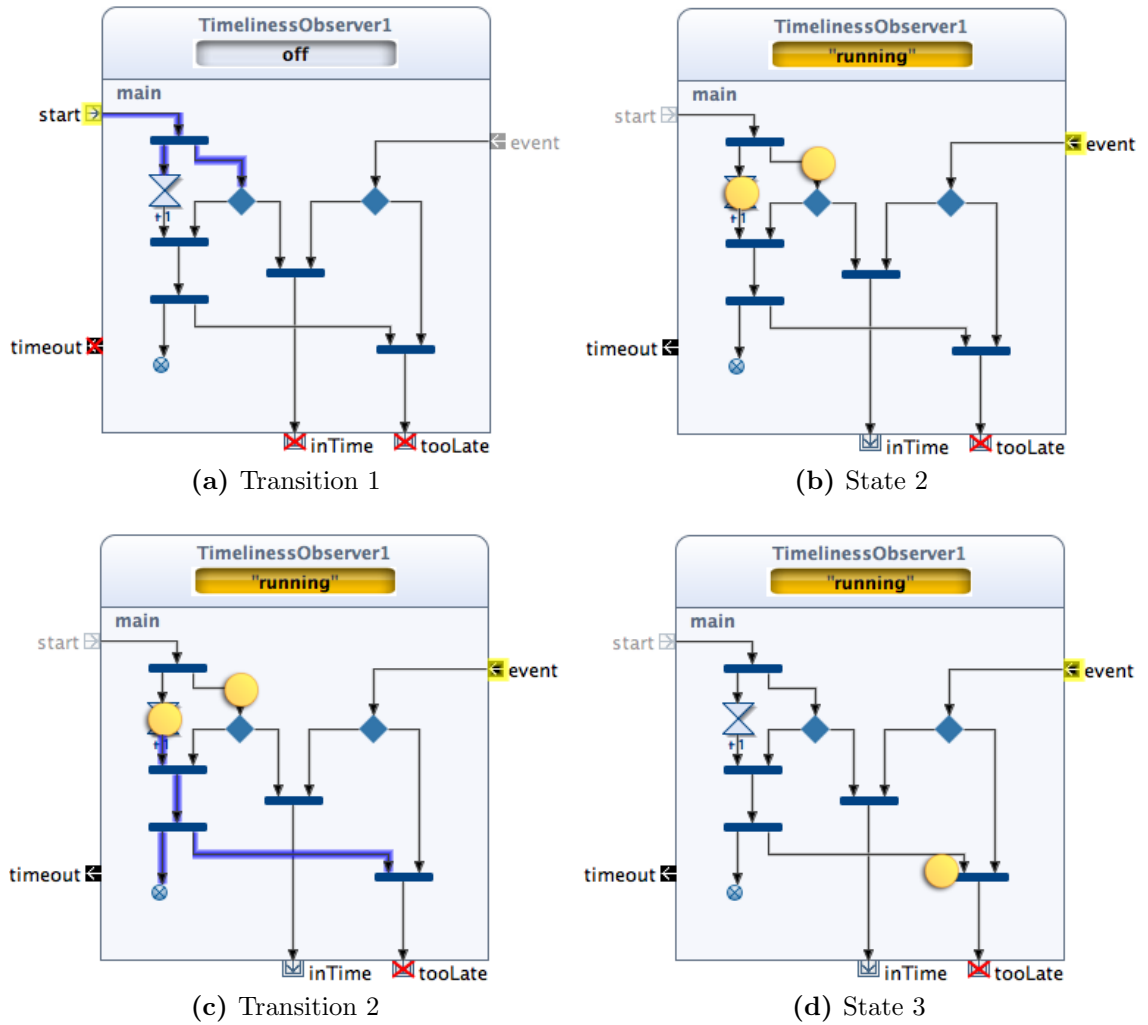 TimelinessObserver1
off
main
start
event
+1
timeout
inTime
tooLate
(a) Transition 1
TimelinessObserver1
"running"
main
start
event
+1
timeout
inTime
tooLate
(b) State 2
TimelinessObserver1
"running"
main
start
event
+1
timeout
inTime
tooLate
(c) Transition 2
TimelinessObserver1
"running"
main
start
event
+1
timeout
inTime
tooLate
(d) State 3